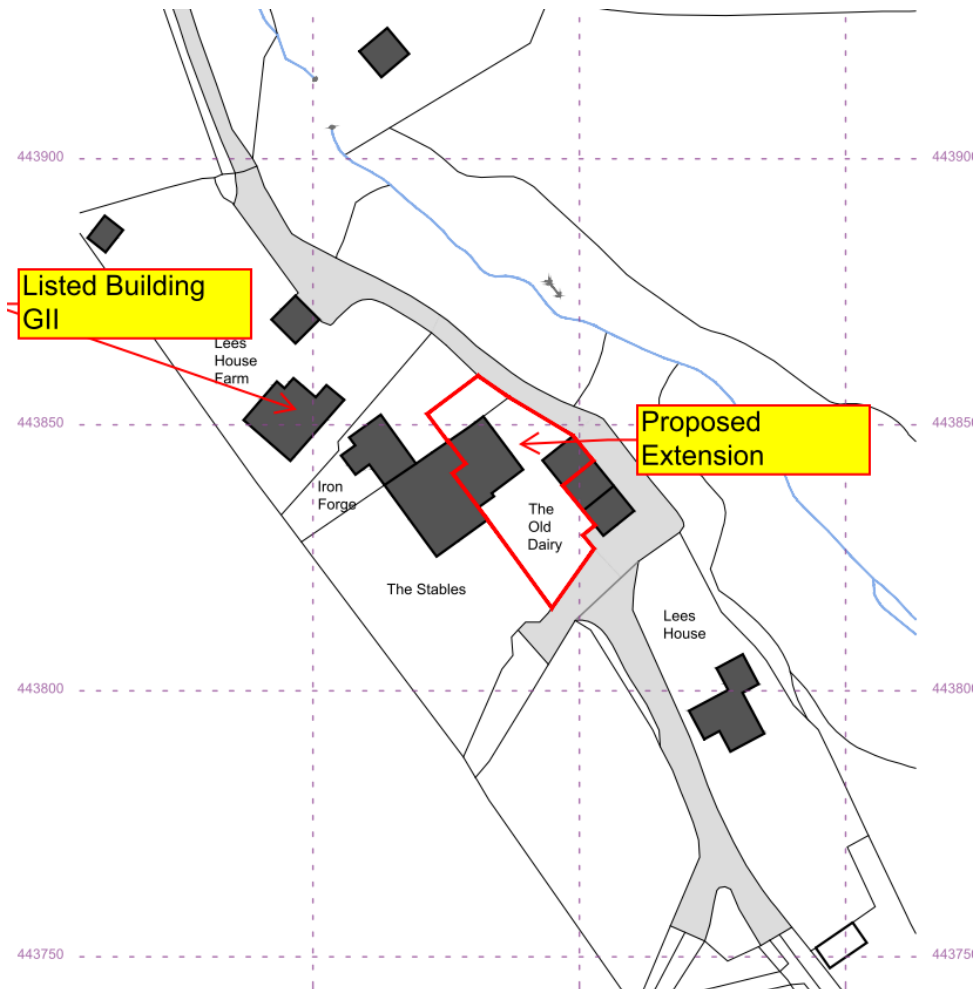 443900
443900
Listed Building
GII
Lees
House
Farm
443850
443850
Proposed
Extension
Iron
Forge
The
Old
Dairy
The Stables
Lees
House
443800
443800
443750
443750